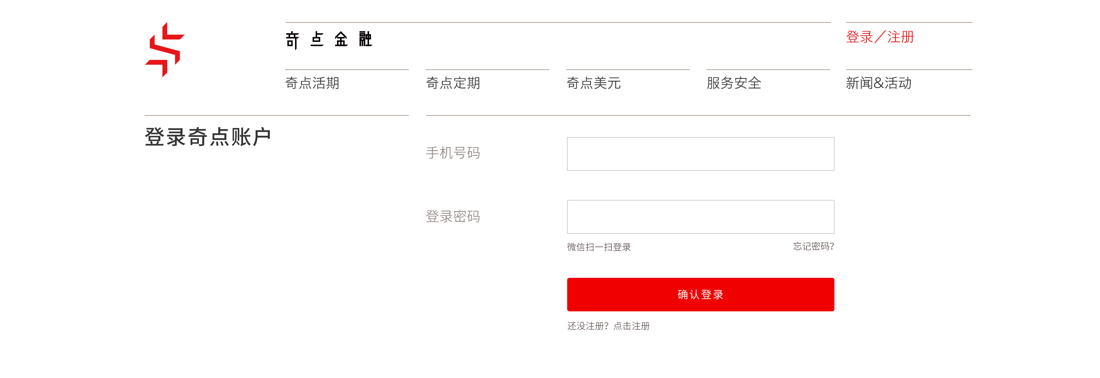 奇点金融
登录／注册
奇点活期
奇点定期
奇点美元
服务安全
新闻&活动
登录奇点账户
手机号码
登录密码
微信扫一扫登录
忘记密码?
确认登录
还没注册? 点击注册